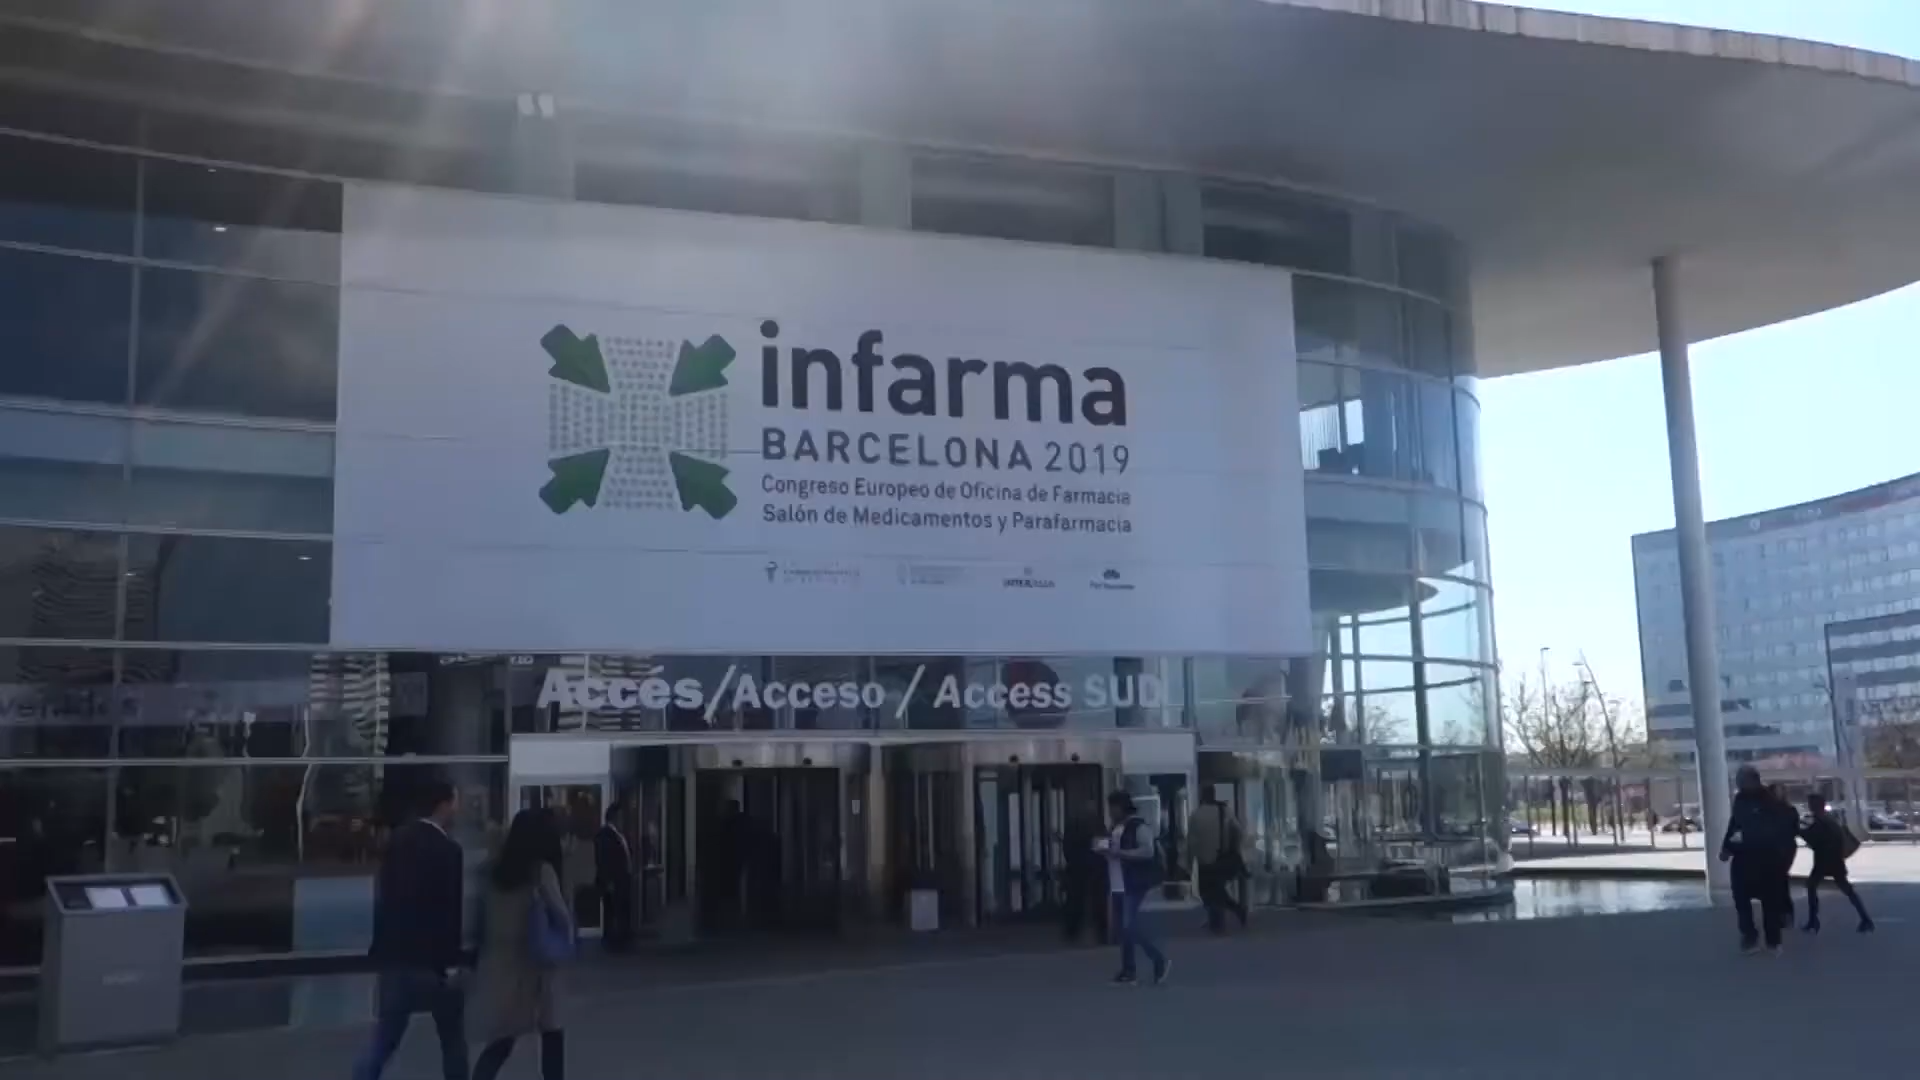 infarma
BARCELONA 2019
Congreso Europeo de Oficina de Farmacia
Salón de Medicamentos y Parafarmacia
Accés/Acceso / Access SUD